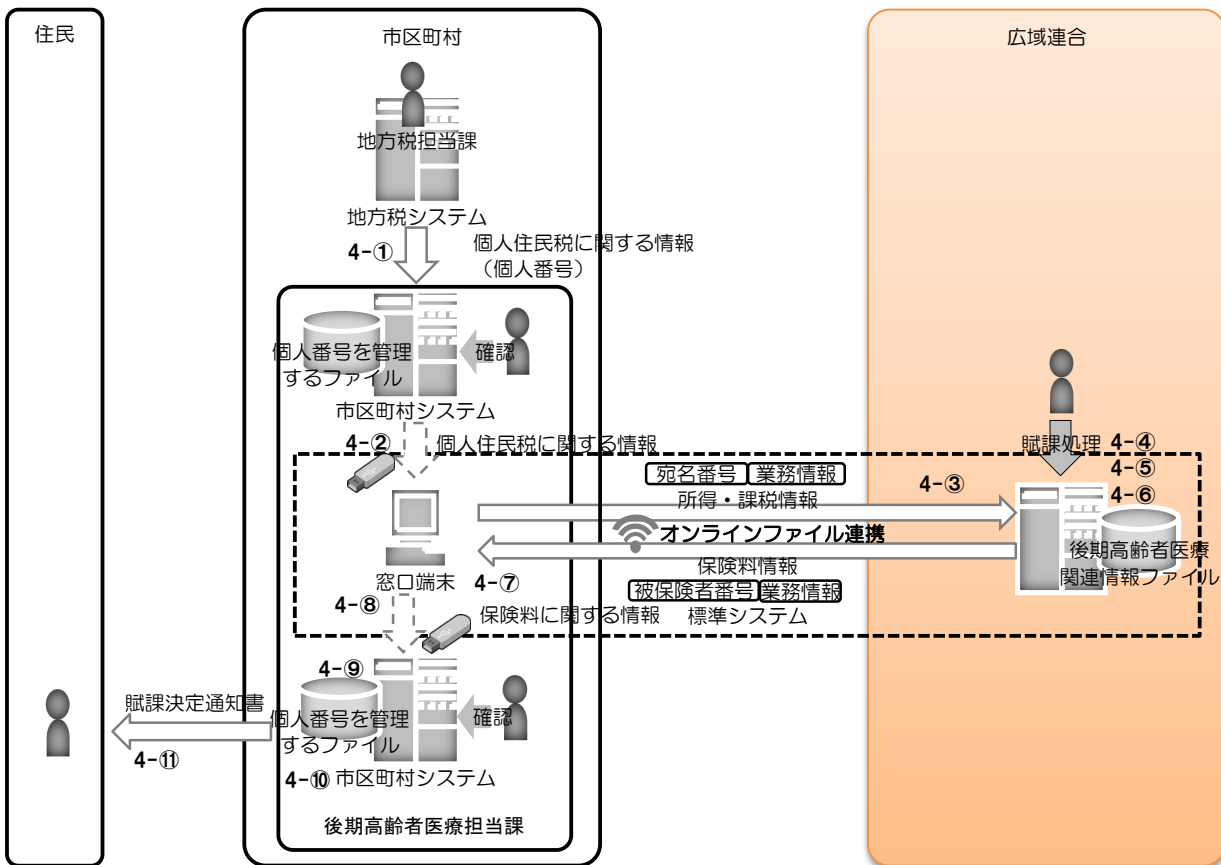 住民
市区町村
広域連合
地方税担当課
地方税システム
4-①
個人住民税に関する情報
（個人番号）
個人番号を管理
するファイル
確認
市区町村システム
4-②
個人住民税に関する情報
賦課処理
4-④
4-⑤
4-⑥
宛名番号
業務情報
4-③
所得・課税情報
オンラインファイル連携
保険料情報
被保険者番号
業務情報
標準システム
後期高齢者医療
関連情報ファイル
窓口端末
4-⑦
4-⑧
保険料に関する情報
4-⑨
個人番号を管理
するファイル
確認
4-⑩
市区町村システム
賦課決定通知書
4-⑪
後期高齢者医療担当課